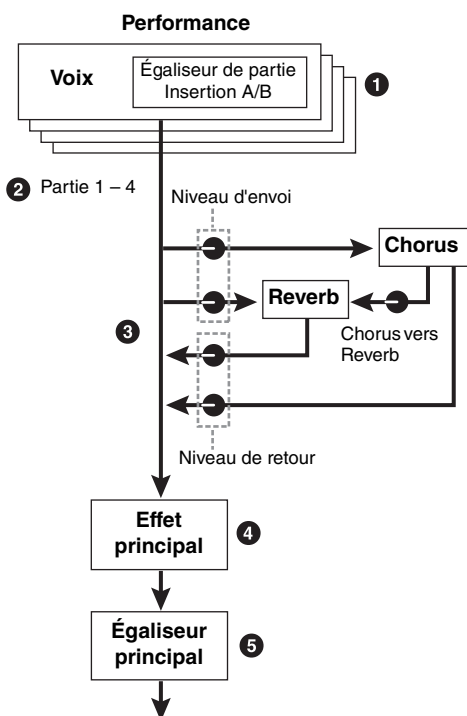 Performance
Voix
Égaliseur de partie
Insertion A/B
1
2 Partie 1 – 4
Niveau d'envoi
Chorus
Reverb
3
Chorus vers
Reverb
Niveau de retour
Effet
principal
4
Égaliseur
principal
5